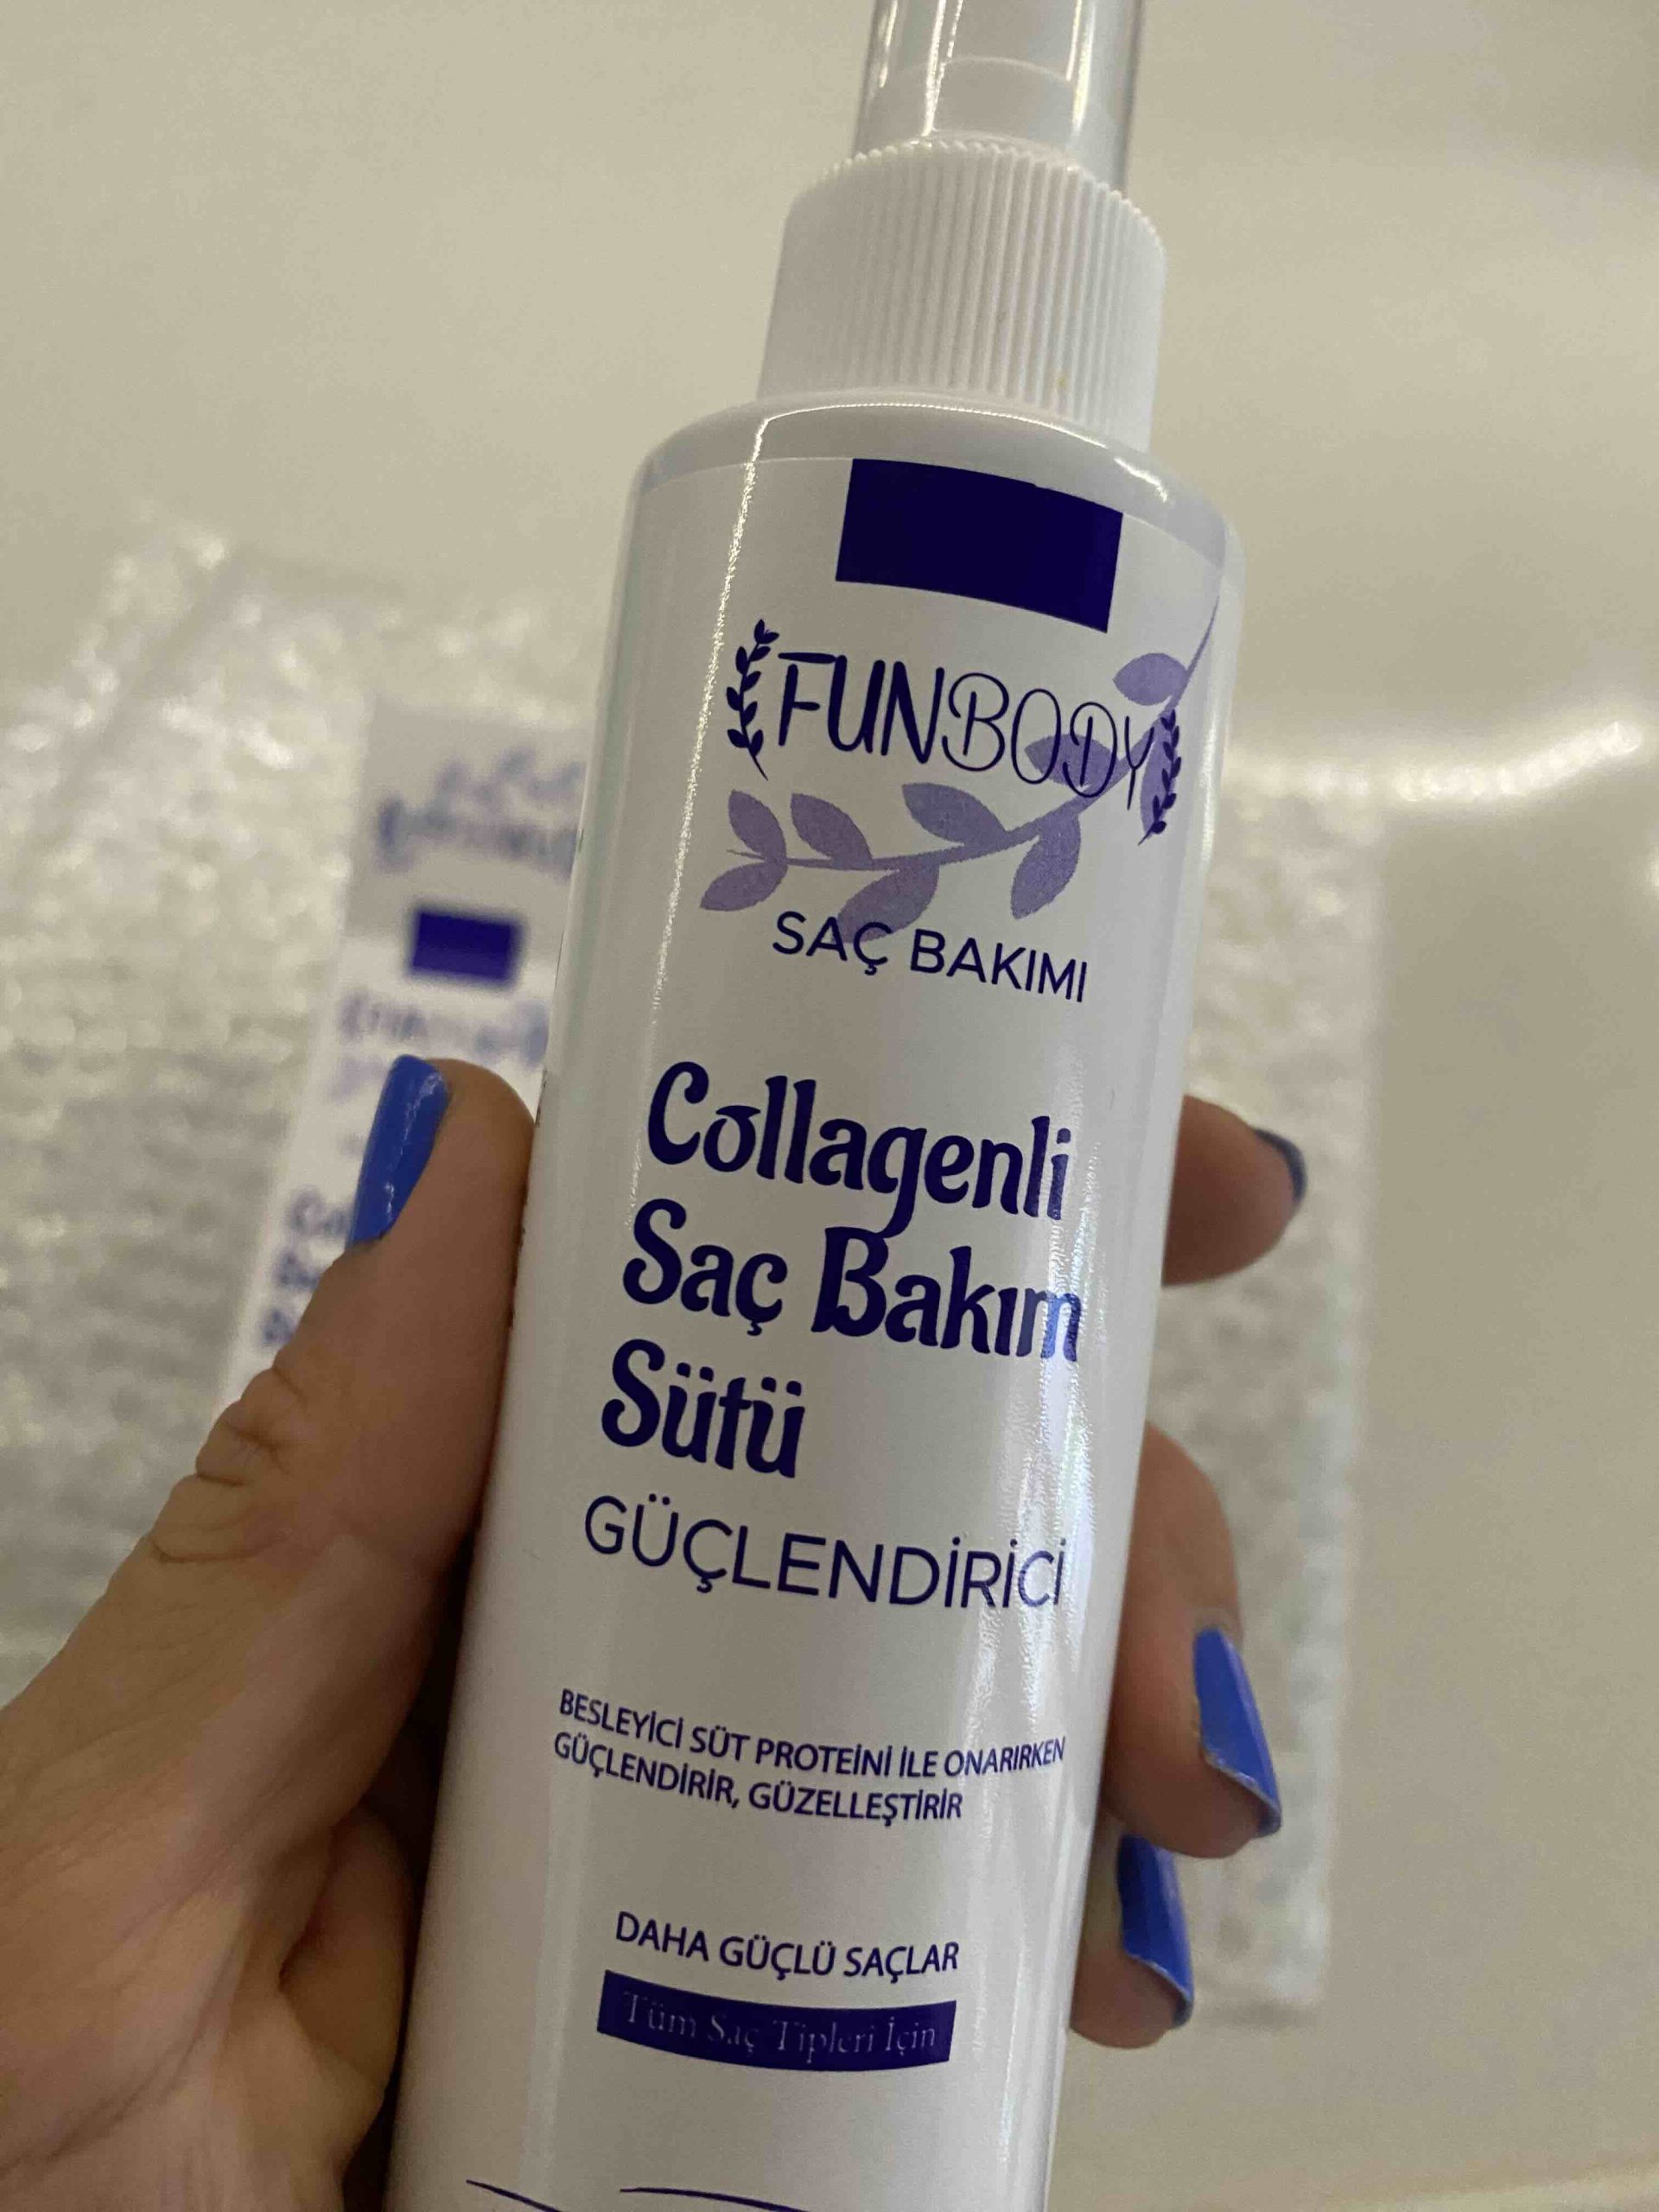 FUNBODY
SAÇ BAKIMI
Collagenli
Saç Bakım
Sütü
GÜÇLENDİRİCİ
BESLEYİCİ SÜT PROTEİNİ İLE ONARIRKEN
GÜÇLENDİRİR, GÜZELLEŞTİRİR
DAHA GÜÇLÜ SAÇLAR
Tüm Saç Tipleri İçin